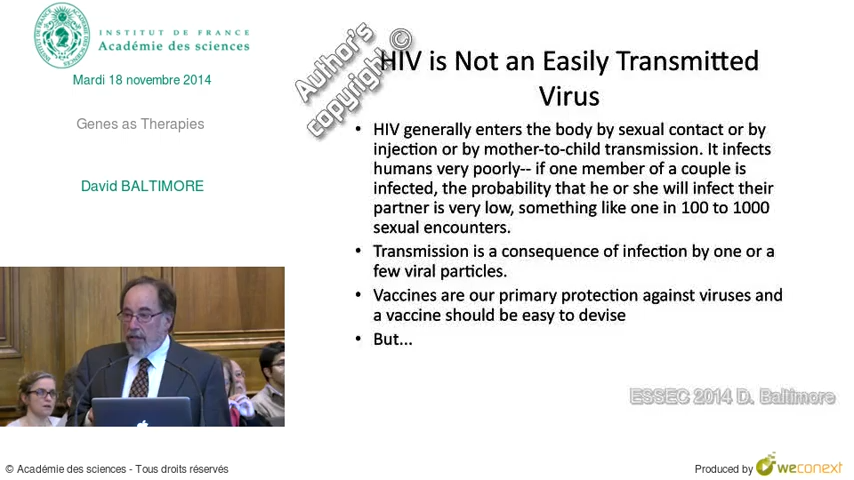 INSTITUT DE FRANCE
Académie des sciences
Mardi 18 novembre 2014
Genes as Therapies
David BALTIMORE
Author's
copyright ©
HIV is Not an Easily Transmitted
Virus
• HIV generally enters the body by sexual contact or by
injection or by mother-to-child transmission. It infects
humans very poorly-- if one member of a couple is
infected, the probability that he or she will infect their
partner is very low, something like one in 100 to 1000
sexual encounters.
• Transmission is a consequence of infection by one or a
few viral particles.
• Vaccines are our primary protection against viruses and
a vaccine should be easy to devise
• But...
ESSEC 2014 D. Baltimore
© Académie des sciences - Tous droits réservés
Produced by weconext